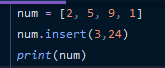 num = [2, 5, 9, 1]
num.insert(3,24)
print(num)